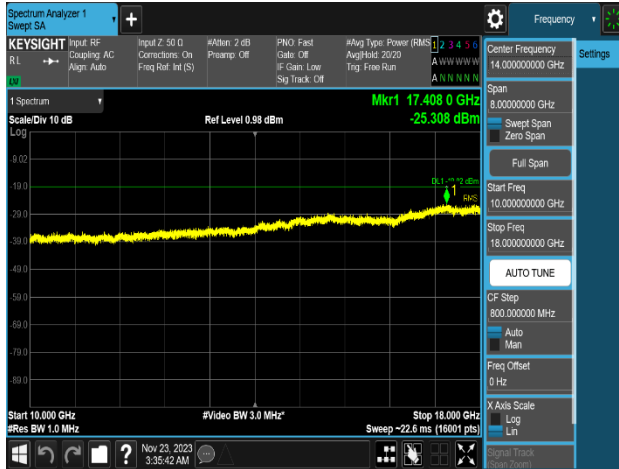 Spectrum Analyzer 1
Swept SA
+
Frequency
Settings
KEYSIGHT
RL
Input: RF
Coupling: AC
Align: Auto
Input Z: 50 Ω
Corrections: On
Freq Ref: Int (S)
#Atten: 2 dB
Preamp: Off
PNO: Fast
Gate: Off
IF Gain: Low
Sig Track: Off
#Avg Type: Power (RMS
Avg|Hold: 20/20
Trig: Free Run
1 2 3 4 5 6
A W W W W W
A N N N N N
1 Spectrum
Scale/Div 10 dB
Log
Ref Level 0.98 dBm
Mkr1 17.408 0 GHz
-25.308 dBm
-9.02
-19.0
-29.0
-39.0
-49.0
-59.0
-69.0
-79.0
-89.0
1
RMS
Start 10.000 GHz
#Res BW 1.0 MHz
#Video BW 3.0 MHz*
Stop 18.000 GHz
Sweep ~22.6 ms (16001 pts)
Nov 23, 2023
3:35:42 AM
?
Center Frequency
14.000000000 GHz
Span
8.00000000 GHz
Swept Span
Zero Span
Full Span
Start Freq
10.000000000 GHz
Stop Freq
18.000000000 GHz
AUTO TUNE
CF Step
800.000000 MHz
Auto
Man
Freq Offset
0 Hz
X Axis Scale
Log
Lin
Signal Track
(Span Zoom)